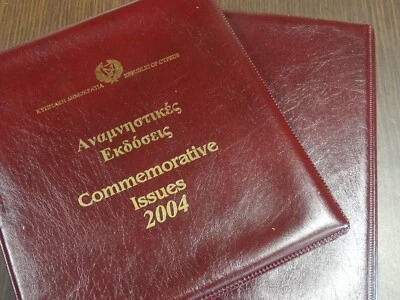 ΚΥΠΡΙΑΚΗ ΔΗΜΟΚΡΑΤΙΑ REPUBLIC OF CYPRUS
Αναμνηστικές
Εκδόσεις
Commemorative
Issues
2004